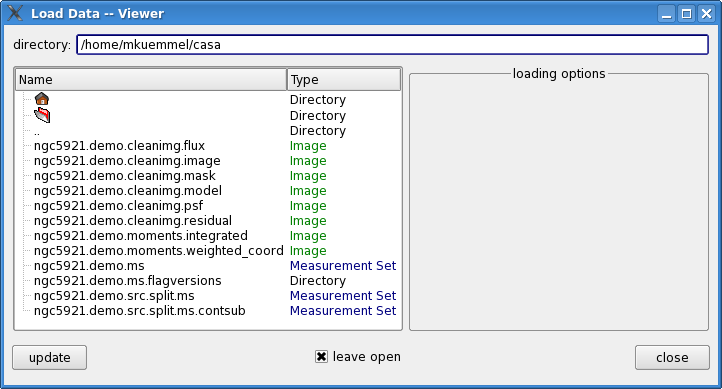 Load Data -- Viewer
directory: /home/mkuemmel/casa
Name Type
loading options
Directory
Directory
.. Directory
ngc5921.demo.cleanimg.flux Image
ngc5921.demo.cleanimg.image Image
ngc5921.demo.cleanimg.mask Image
ngc5921.demo.cleanimg.model Image
ngc5921.demo.cleanimg.psf Image
ngc5921.demo.cleanimg.residual Image
ngc5921.demo.moments.integrated Image
ngc5921.demo.moments.weighted_coord Image
ngc5921.demo.ms Measurement Set
ngc5921.demo.ms.flagversions Directory
ngc5921.demo.src.split.ms Measurement Set
ngc5921.demo.src.split.ms.contsub Measurement Set
update
leave open
close